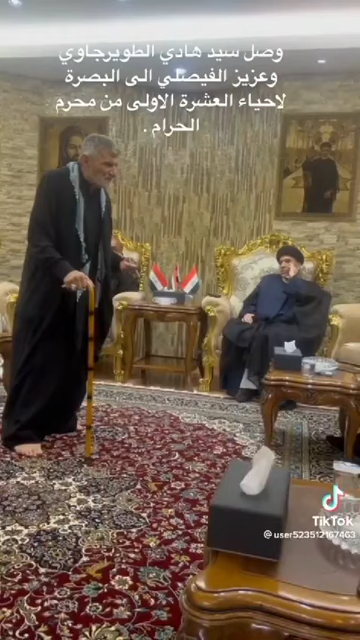 وصل سيد هادي الطويرجاوي
وعزيز الفيصلي الى البصرة
لاحياء العشرة الاولى من محرم
الحرام .
TikTok
@user523512167463